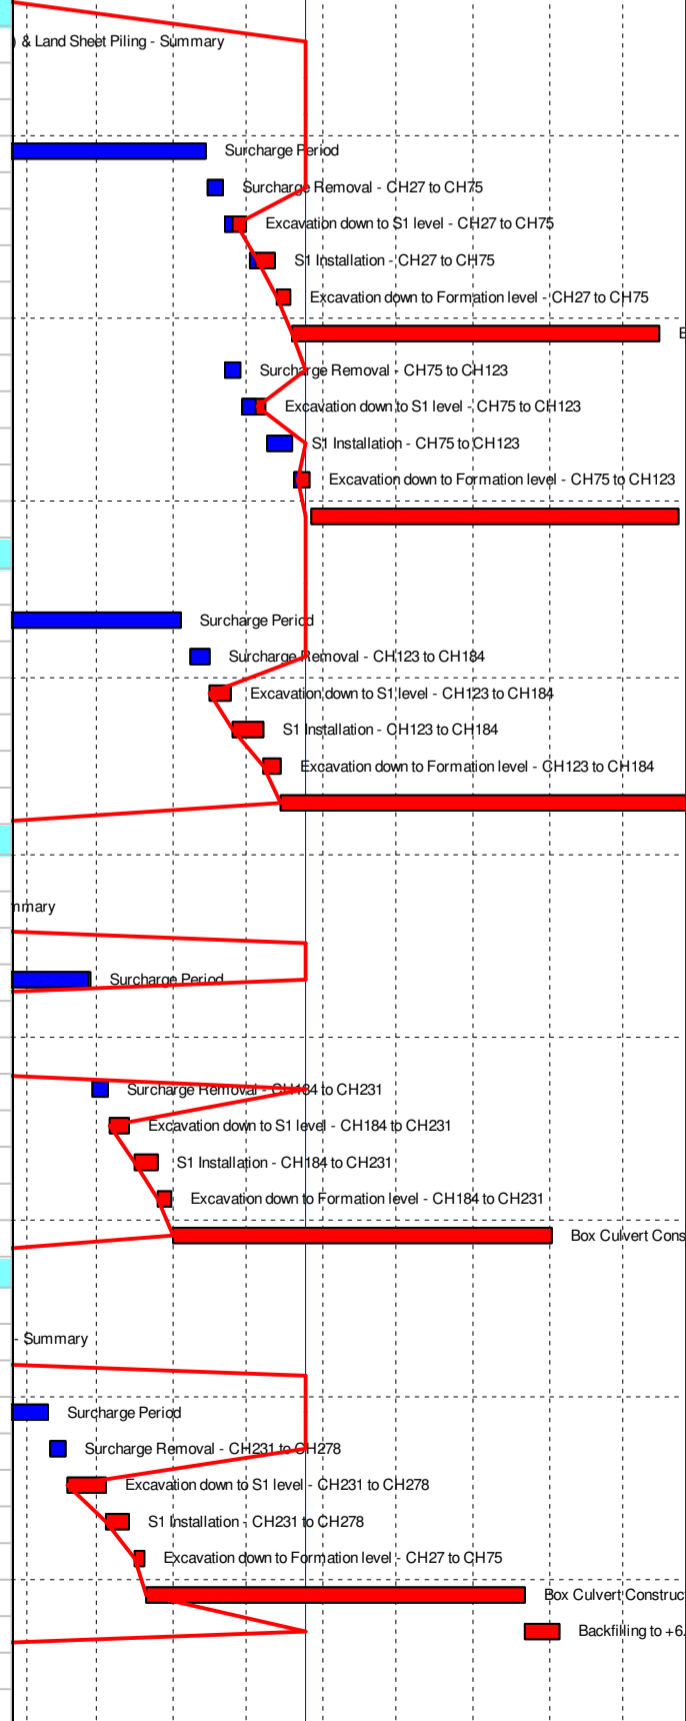 ) & Land Sheet Piling - Summary
Surcharge Period
Surcharge Removal - CH27 to CH75
Excavation down to S1 level - CH27 to CH75
S1 Installation - CH27 to CH75
Excavation down to Formation level - CH27 to CH75
Surcharge Removal - CH75 to CH123
Excavation down to S1 level - CH75 to CH123
S1 Installation - CH75 to CH123
Excavation down to Formation level - CH75 to CH123
Surcharge Period
Surcharge Removal - CH123 to CH184
Excavation down to S1 level - CH123 to CH184
S1 Installation - CH123 to CH184
Excavation down to Formation level - CH123 to CH184
mmary
Surcharge Period
Surcharge Removal - CH184 to CH231
Excavation down to S1 level - CH184 to CH231
S1 Installation - CH184 to CH231
Excavation down to Formation level - CH184 to CH231
Box Culvert Cons
- Summary
Surcharge Period
Surcharge Removal - CH231 to CH278
Excavation down to S1 level - CH231 to CH278
S1 Installation - CH231 to CH278
Excavation down to Formation level - CH27 to CH75
Box Culvert Construc
Backfilling to +6.